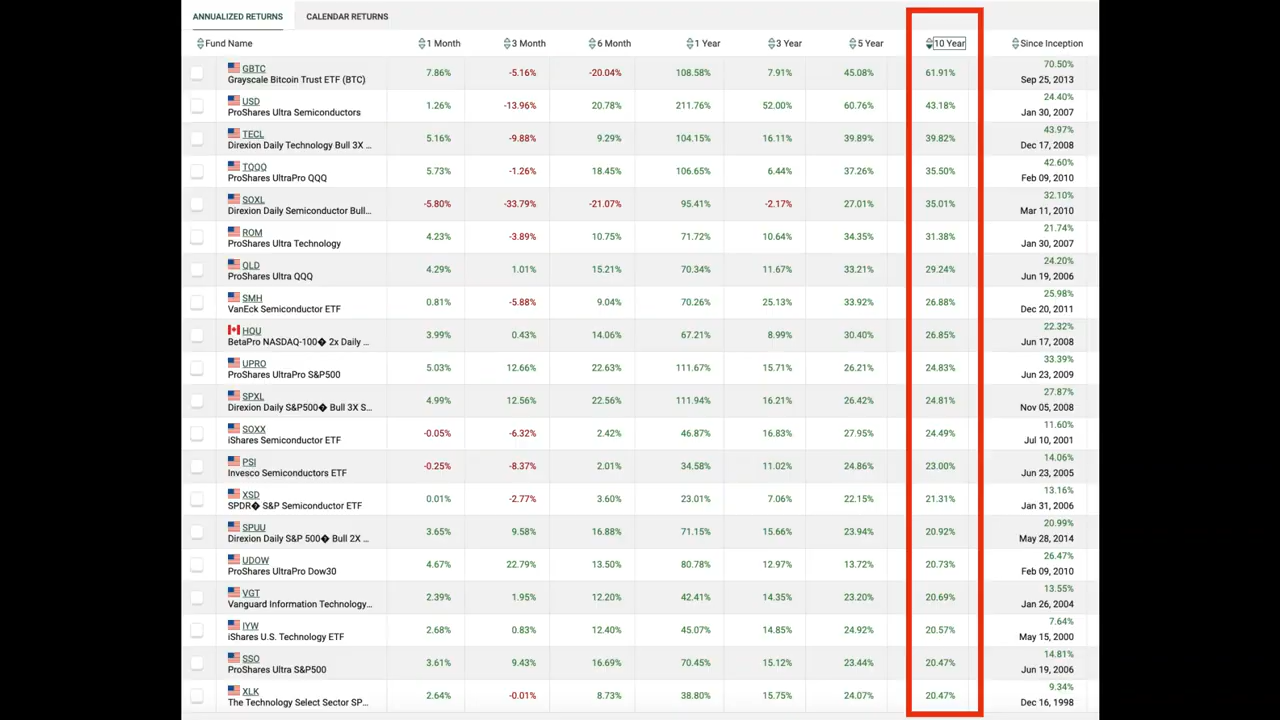 ANNUALIZED RETURNS CALENDAR RETURNS
Fund Name 1 Month 3 Month 6 Month 1 Year 3 Year 5 Year 10 Year Since Inception
GBTC 70.50%
7.86% -5.16% -20.04% 108.58% 7.91% 45.08% 61.91%
Grayscale Bitcoin Trust ETF (BTC) Sep 25, 2013
USD 24.40%
1.26% -13.96% 20.78% 211.76% 52.00% 60.76% 43.18%
ProShares Ultra Semiconductors Jan 30, 2007
TECL 43.97%
5.16% -9.88% 9.29% 104.15% 16.11% 39.89% 39.82%
Direxion Daily Technology Bull 3X ... Dec 17, 2008
TQQQ 42.60%
5.73% -1.26% 18.45% 106.65% 6.44% 37.26% 35.50%
ProShares UltraPro QQQ Feb 09, 2010
SOXL 32.10%
-5.80% -33.79% -21.07% 95.41% -2.17% 27.01% 35.01%
Direxion Daily Semiconductor Bull... Mar 11, 2010
ROM 21.74%
4.23% -3.89% 10.75% 71.72% 10.64% 34.35% 31.38%
ProShares Ultra Technology Jan 30, 2007
QLD 24.20%
4.29% 1.01% 15.21% 70.34% 11.67% 33.21% 29.24%
ProShares Ultra QQQ Jun 19, 2006
SMH 25.98%
0.81% -5.88% 9.04% 70.26% 25.13% 33.92% 26.88%
VanEck Semiconductor ETF Dec 20, 2011
HQU 22.32%
3.99% 0.43% 14.06% 67.21% 8.99% 30.40% 26.85%
BetaPro NASDAQ-100� 2x Daily ... Jun 17, 2008
UPRO 33.39%
5.03% 12.66% 22.63% 111.67% 15.71% 26.21% 24.83%
ProShares UltraPro S&P500 Jun 23, 2009
SPXL 27.87%
4.99% 12.56% 22.56% 111.94% 16.21% 26.42% 24.81%
Direxion Daily S&P500� Bull 3X S... Nov 05, 2008
SOXX 11.60%
-0.05% -6.32% 2.42% 46.87% 16.83% 27.95% 24.49%
iShares Semiconductor ETF Jul 10, 2001
PSI 14.06%
-0.25% -8.37% 2.01% 34.58% 11.02% 24.86% 23.00%
Invesco Semiconductors ETF Jun 23, 2005
XSD 13.16%
0.01% -2.77% 3.60% 23.01% 7.06% 22.15% 21.31%
SPDR� S&P Semiconductor ETF Jan 31, 2006
SPUU 20.99%
3.65% 9.58% 16.88% 71.15% 15.66% 23.94% 20.92%
Direxion Daily S&P 500� Bull 2X ... May 28, 2014
UDOW 26.47%
4.67% 22.79% 13.50% 80.78% 12.97% 13.72% 20.73%
ProShares UltraPro Dow30 Feb 09, 2010
VGT 13.55%
2.39% 1.95% 12.20% 42.41% 14.35% 23.20% 20.69%
Vanguard Information Technology... Jan 26, 2004
IYW 7.64%
2.68% 0.83% 12.40% 45.07% 14.85% 24.92% 20.57%
iShares U.S. Technology ETF May 15, 2000
SSO 14.81%
3.61% 9.43% 16.69% 70.45% 15.12% 23.44% 20.47%
ProShares Ultra S&P500 Jun 19, 2006
XLK 9.34%
2.64% -0.01% 8.73% 38.80% 15.75% 24.07% 20.47%
The Technology Select Sector SP... Dec 16, 1998